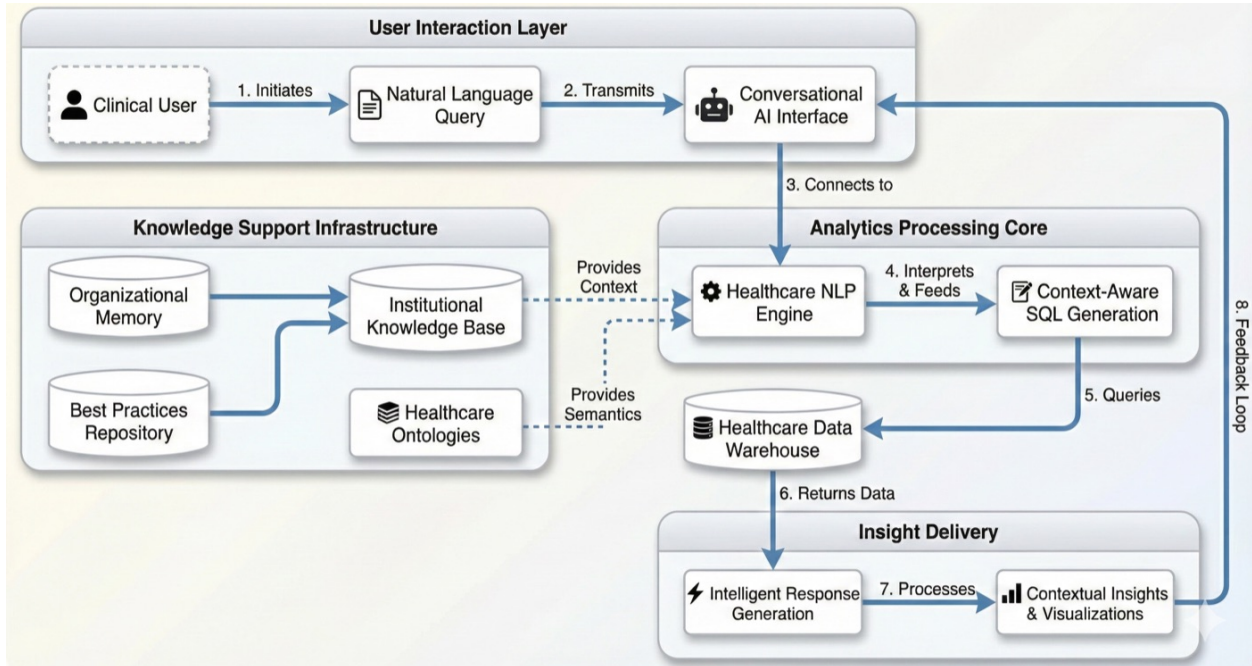 User Interaction Layer
Clinical User
1. Initiates
Natural Language
Query
2. Transmits
Conversational
AI Interface
3. Connects to
Knowledge Support Infrastructure
Organizational
Memory
Institutional
Knowledge Base
Best Practices
Repository
Healthcare
Ontologies
Provides
Context
Provides
Semantics
Analytics Processing Core
Healthcare NLP
Engine
4. Interprets
& Feeds
Context-Aware
SQL Generation
5. Queries
Healthcare Data
Warehouse
6. Returns Data
Insight Delivery
Intelligent Response
Generation
7. Processes
Contextual Insights
& Visualizations
8. Feedback Loop